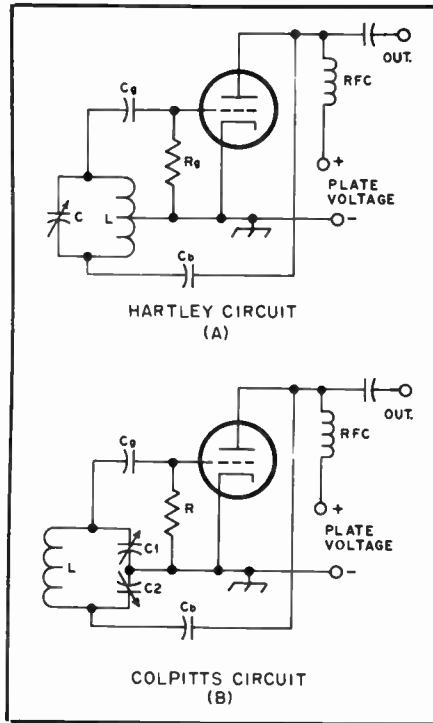 OUT.
RFC
Cg
+
Rg
PLATE
VOLTAGE
C
L
−
Cb
HARTLEY CIRCUIT
(A)
OUT.
RFC
Cg
+
R
PLATE
VOLTAGE
C1
L
C2
−
Cb
COLPITTS CIRCUIT
(B)